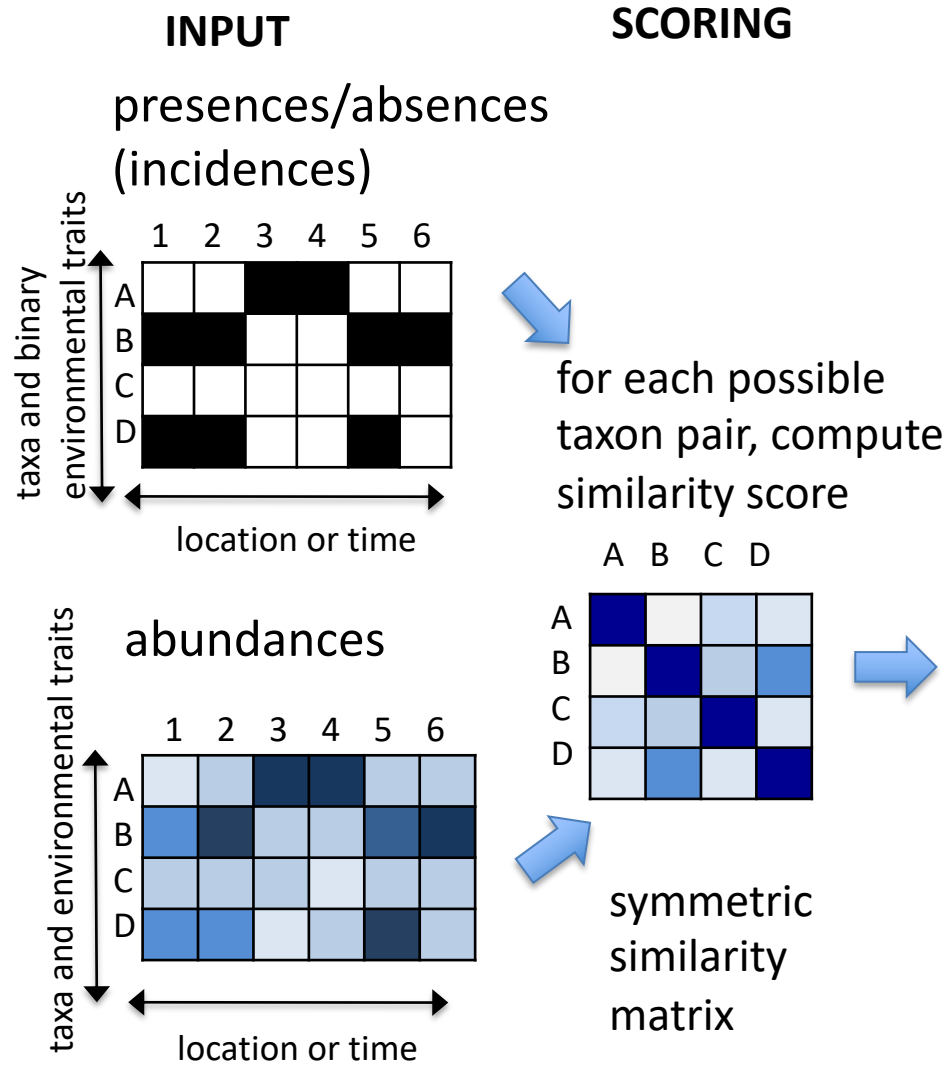 INPUT
SCORING
presences/absences
(incidences)
taxa and binary
environmental traits
1 2 3 4 5 6
A
B
C
D
location or time
for each possible
taxon pair, compute
similarity score
A B C D
A
B
C
D
symmetric
similarity
matrix
abundances
taxa and environmental traits
1 2 3 4 5 6
A
B
C
D
location or time